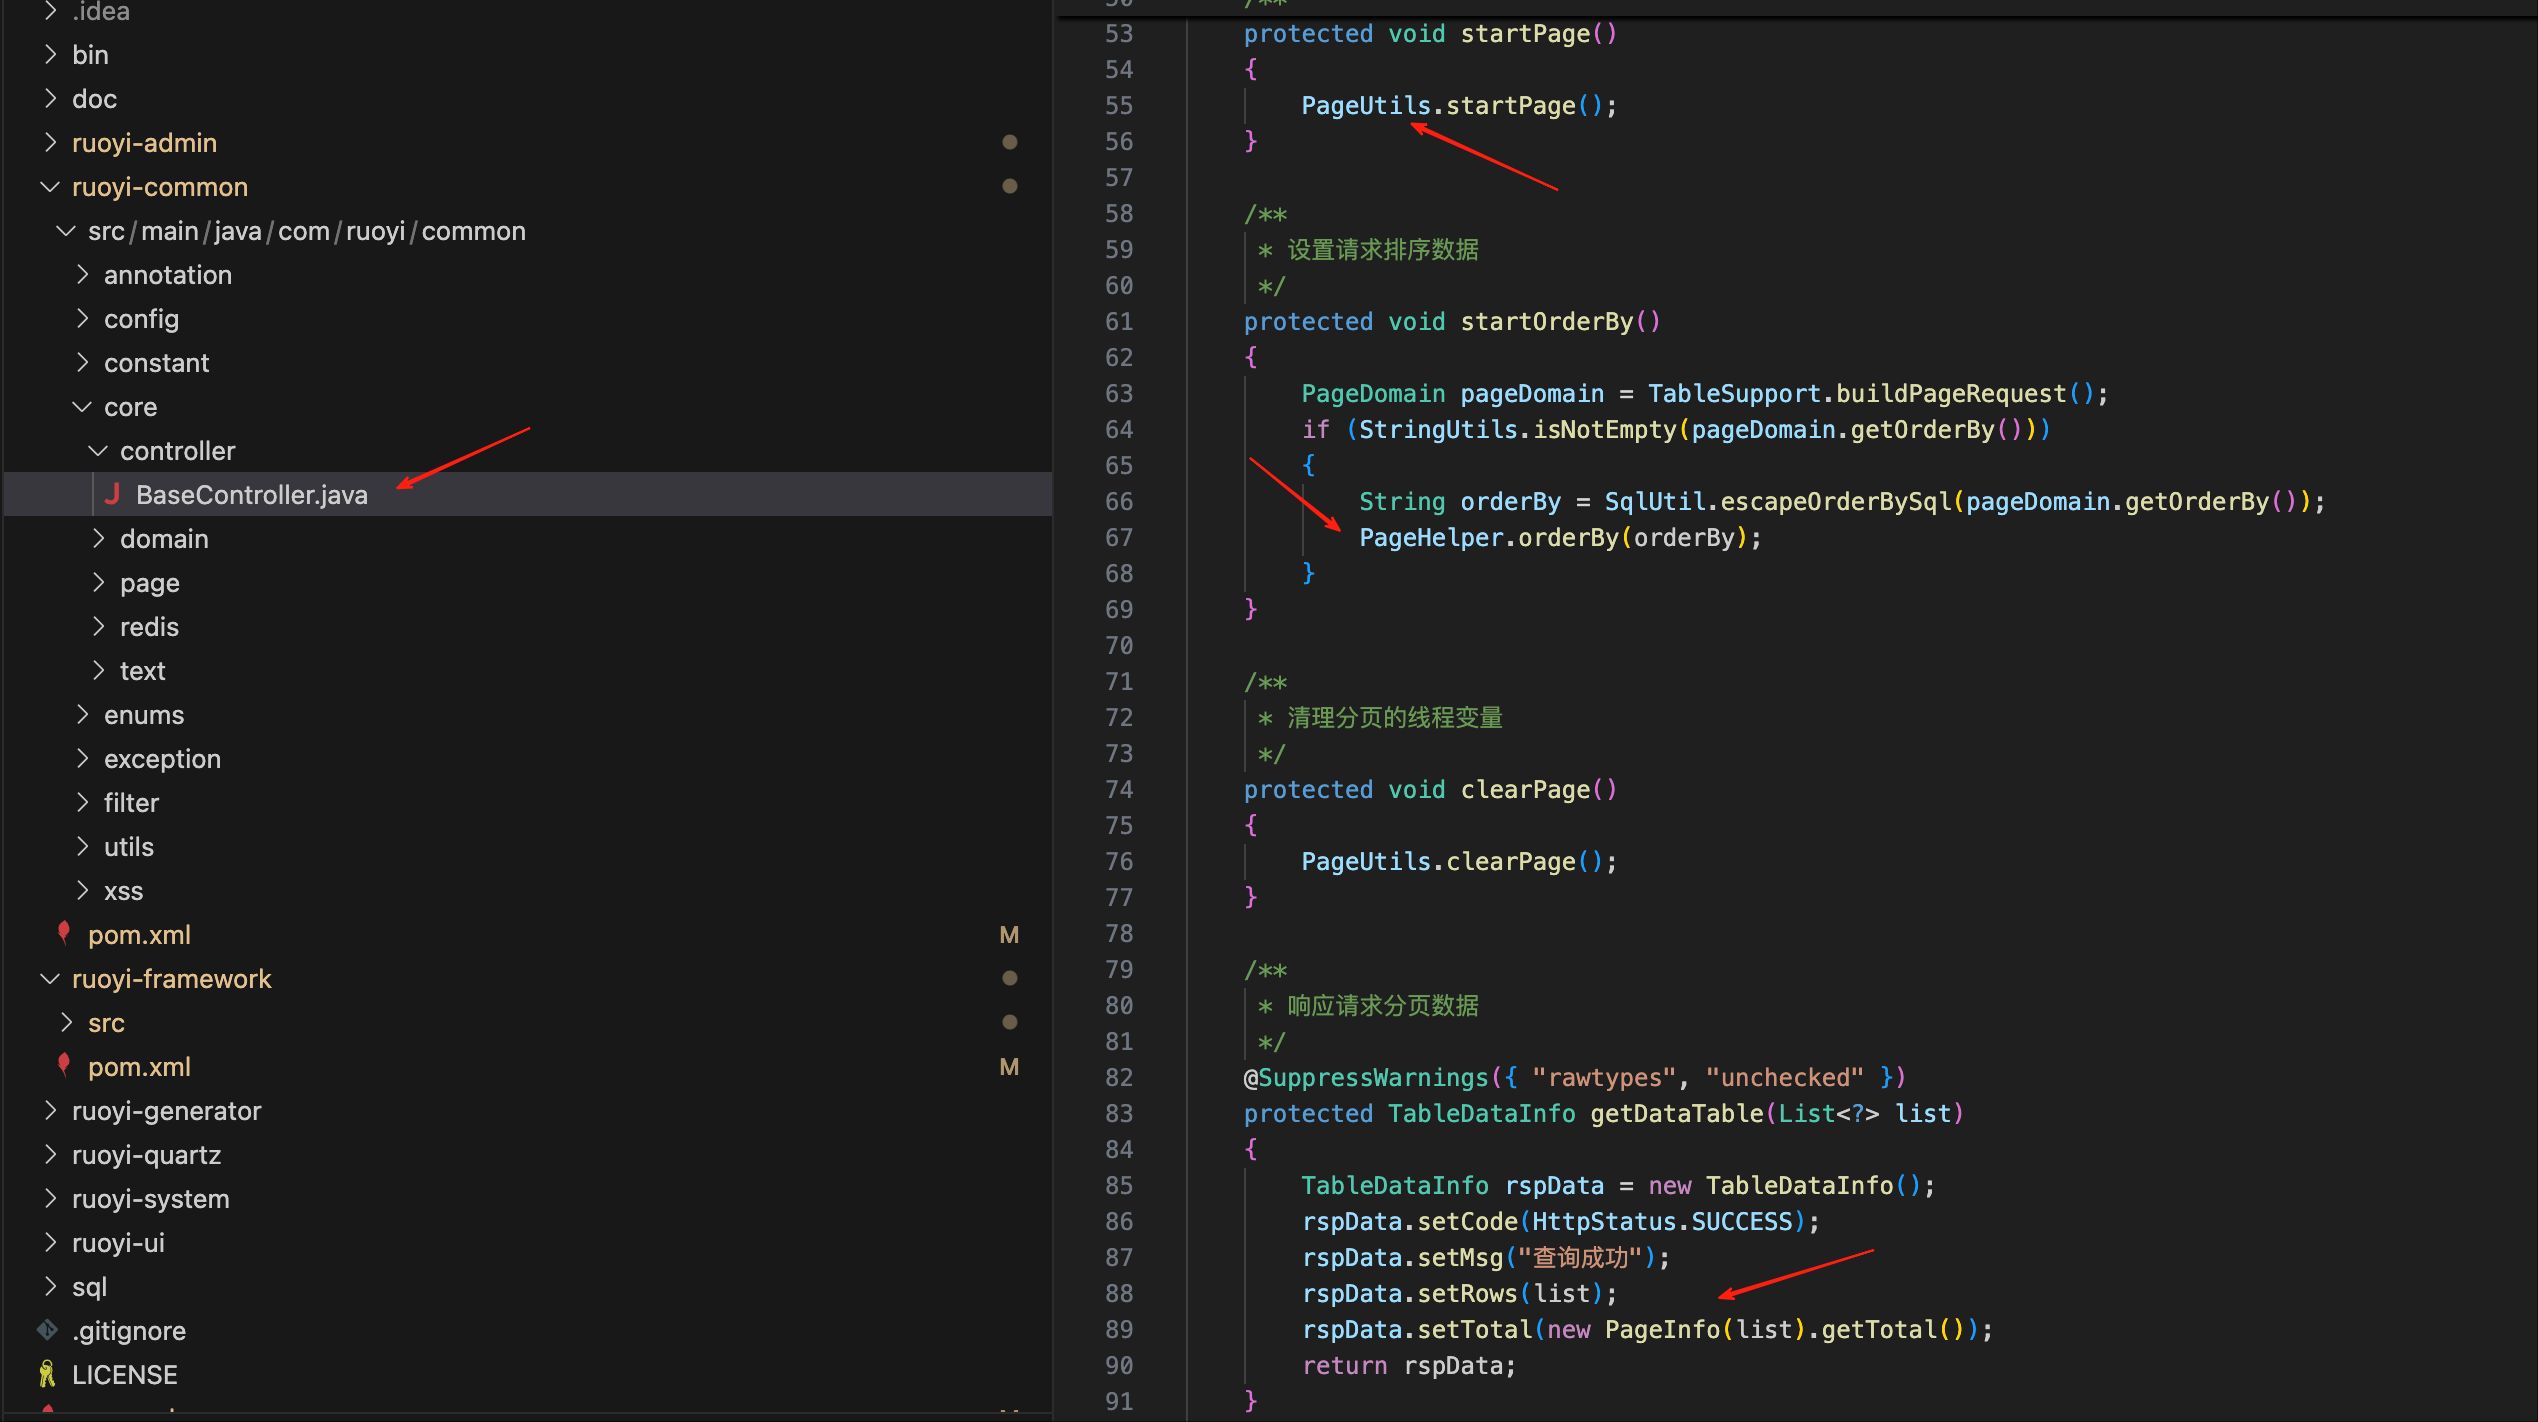 .idea
bin
doc
ruoyi-admin
ruoyi-common
src/main/java/com/ruoyi/common
annotation
config
constant
core
controller
BaseController.java
domain
page
redis
text
enums
exception
filter
utils
xss
pom.xml M
ruoyi-framework
src
pom.xml M
ruoyi-generator
ruoyi-quartz
ruoyi-system
ruoyi-ui
sql
.gitignore
LICENSE
50 /**
53 protected void startPage()
54 {
55 PageUtils.startPage();
56 }
57
58 /**
59 * 设置请求排序数据
60 */
61 protected void startOrderBy()
62 {
63 PageDomain pageDomain = TableSupport.buildPageRequest();
64 if (StringUtils.isNotEmpty(pageDomain.getOrderBy()))
65 {
66 String orderBy = SqlUtil.escapeOrderBySql(pageDomain.getOrderBy());
67 PageHelper.orderBy(orderBy);
68 }
69 }
70
71 /**
72 * 清理分页的线程变量
73 */
74 protected void clearPage()
75 {
76 PageUtils.clearPage();
77 }
78
79 /**
80 * 响应请求分页数据
81 */
82 @SuppressWarnings({ "rawtypes", "unchecked" })
83 protected TableDataInfo getDataTable(List<?> list)
84 {
85 TableDataInfo rspData = new TableDataInfo();
86 rspData.setCode(HttpStatus.SUCCESS);
87 rspData.setMsg("查询成功");
88 rspData.setRows(list);
89 rspData.setTotal(new PageInfo(list).getTotal());
90 return rspData;
91 }